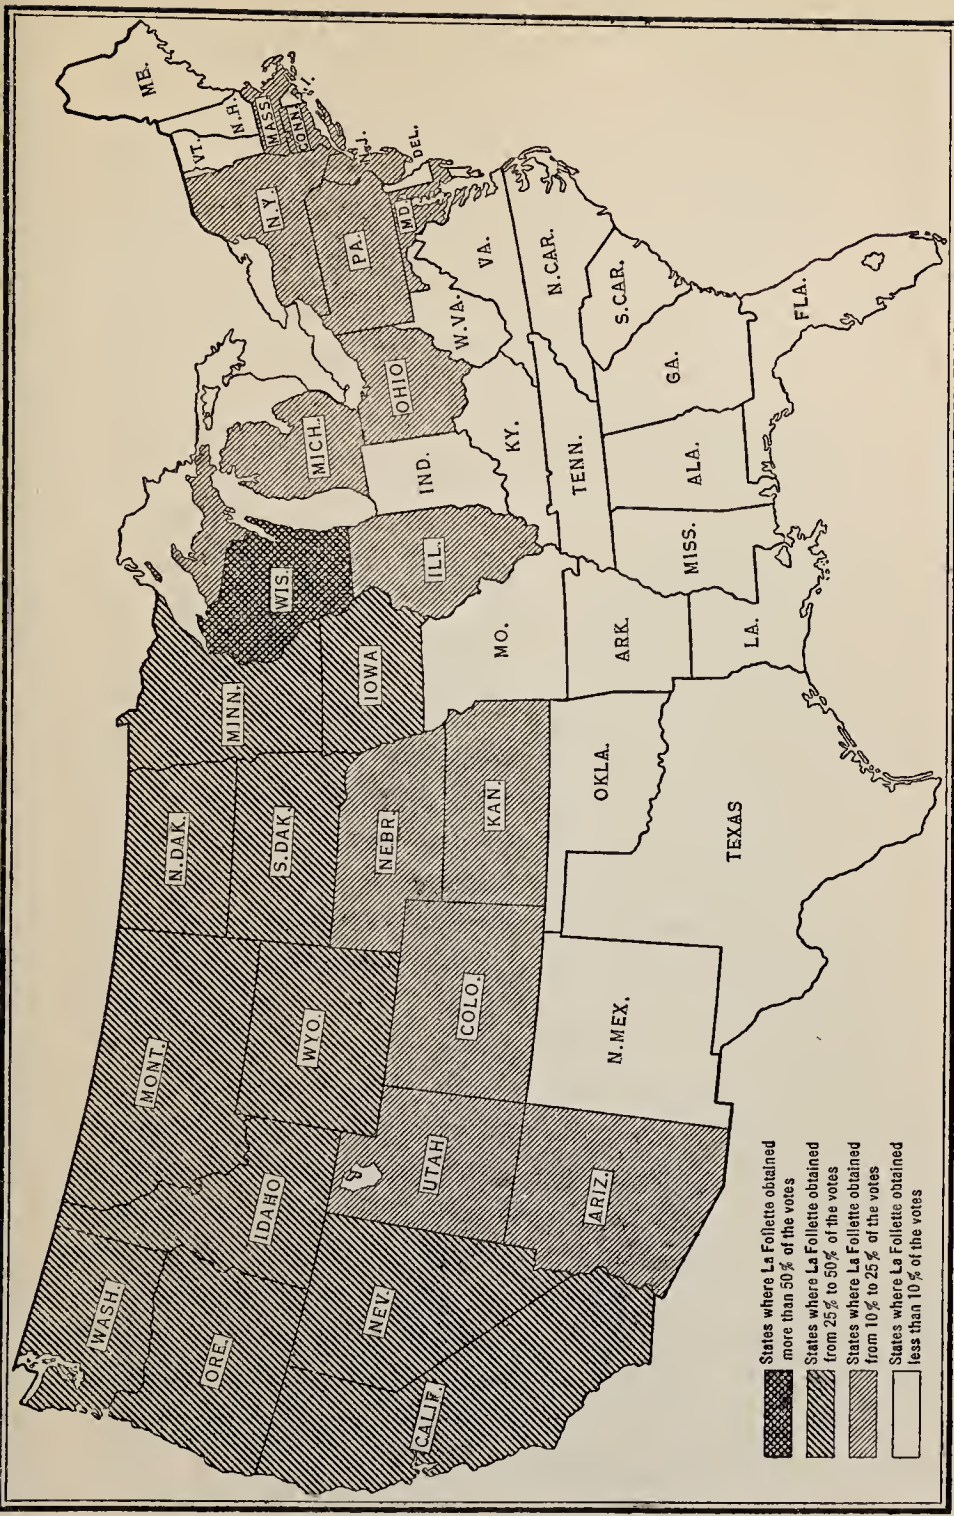 WASH.
ORE.
CALIF.
NEV.
IDAHO
MONT.
WYO.
UTAH
ARIZ.
COLO.
N.MEX.
N.DAK.
S.DAK.
NEBR.
KAN.
OKLA.
TEXAS
MINN.
IOWA
MO.
ARK.
LA.
WIS.
ILL.
MICH.
IND.
OHIO
KY.
TENN.
MISS.
ALA.
GA.
FLA.
S.CAR.
N.CAR.
VA.
W.VA.
MD.
DEL.
PA.
N.J.
N.Y.
CONN.
R.I.
MASS.
VT.
N.H.
ME.
States where La Follette obtained
more than 50% of the votes
States where La Follette obtained
from 25% to 50% of the votes
States where La Follette obtained
from 10% to 25% of the votes
States where La Follette obtained
less than 10% of the votes